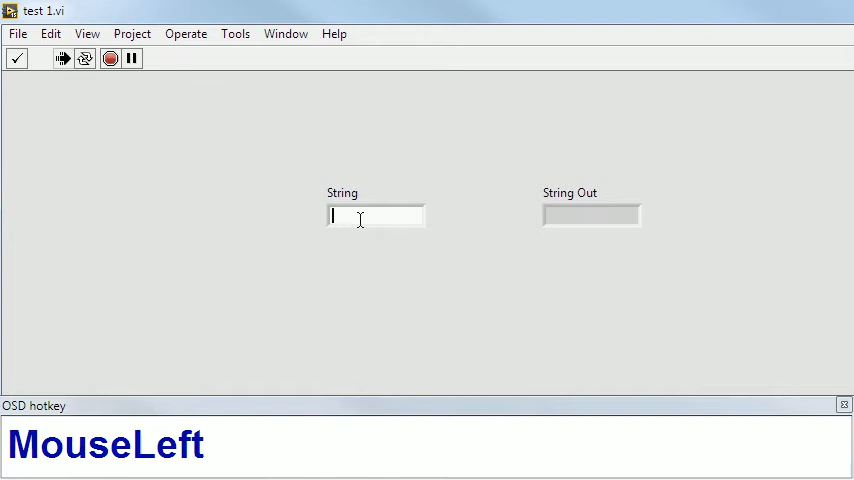 test 1.vi
File Edit View Project Operate Tools Window Help
String String Out
OSD hotkey
MouseLeft